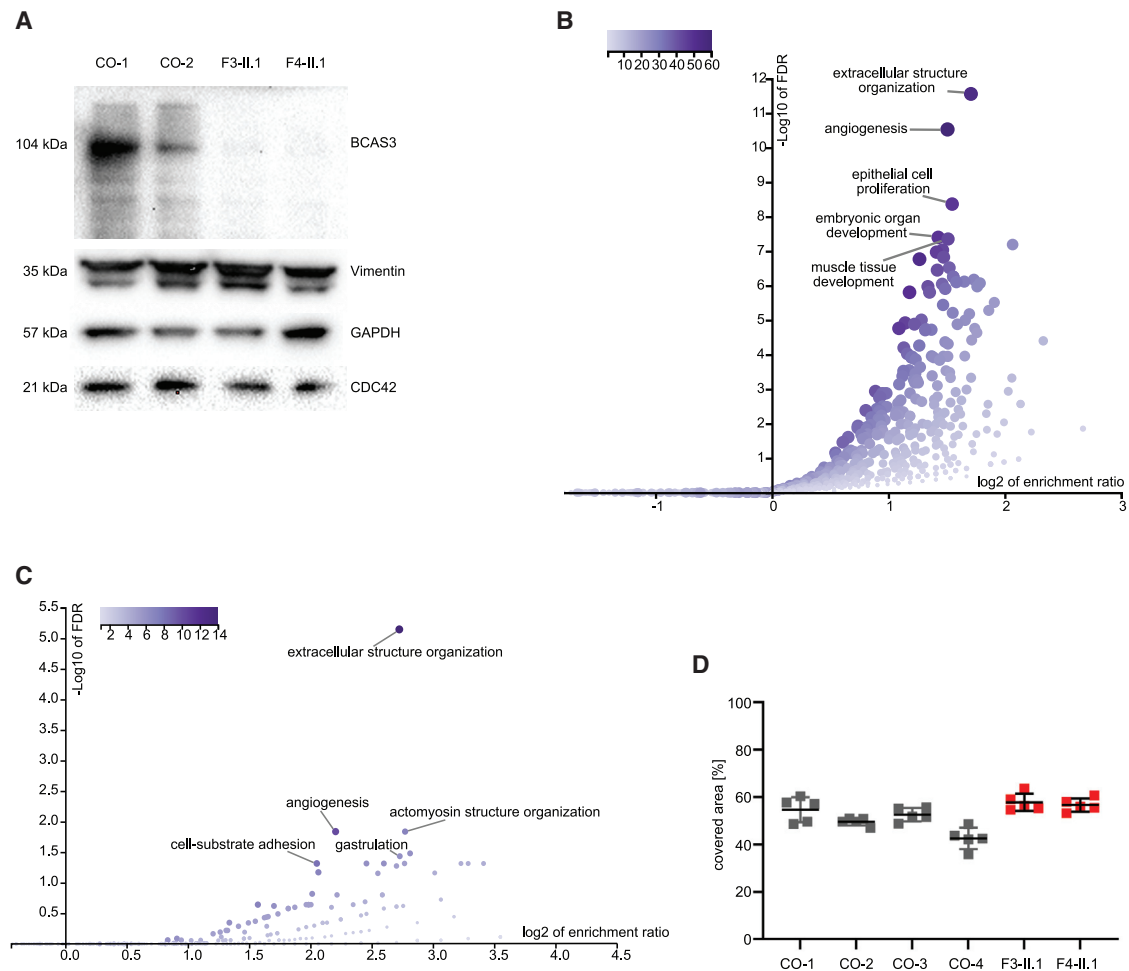 A
CO-1 CO-2 F3-II.1 F4-II.1
104 kDa BCAS3
35 kDa Vimentin
57 kDa GAPDH
21 kDa CDC42
B
10 20 30 40 50 60
-Log10 of FDR
12
11
10
9
8
7
6
5
4
3
2
1
extracellular structure
organization
angiogenesis
epithelial cell
proliferation
embryonic organ
development
muscle tissue
development
log2 of enrichment ratio
-1 0 1 2 3
C
2 4 6 8 10 12 14
-Log10 of FDR
5.5
5.0
4.5
4.0
3.5
3.0
2.5
2.0
1.5
1.0
0.5
extracellular structure organization
angiogenesis
actomyosin structure organization
cell-substrate adhesion
gastrulation
log2 of enrichment ratio
0.0 0.5 1.0 1.5 2.0 2.5 3.0 3.5 4.0 4.5
D
covered area [%]
100
80
60
40
20
0
CO-1 CO-2 CO-3 CO-4 F3-II.1 F4-II.1